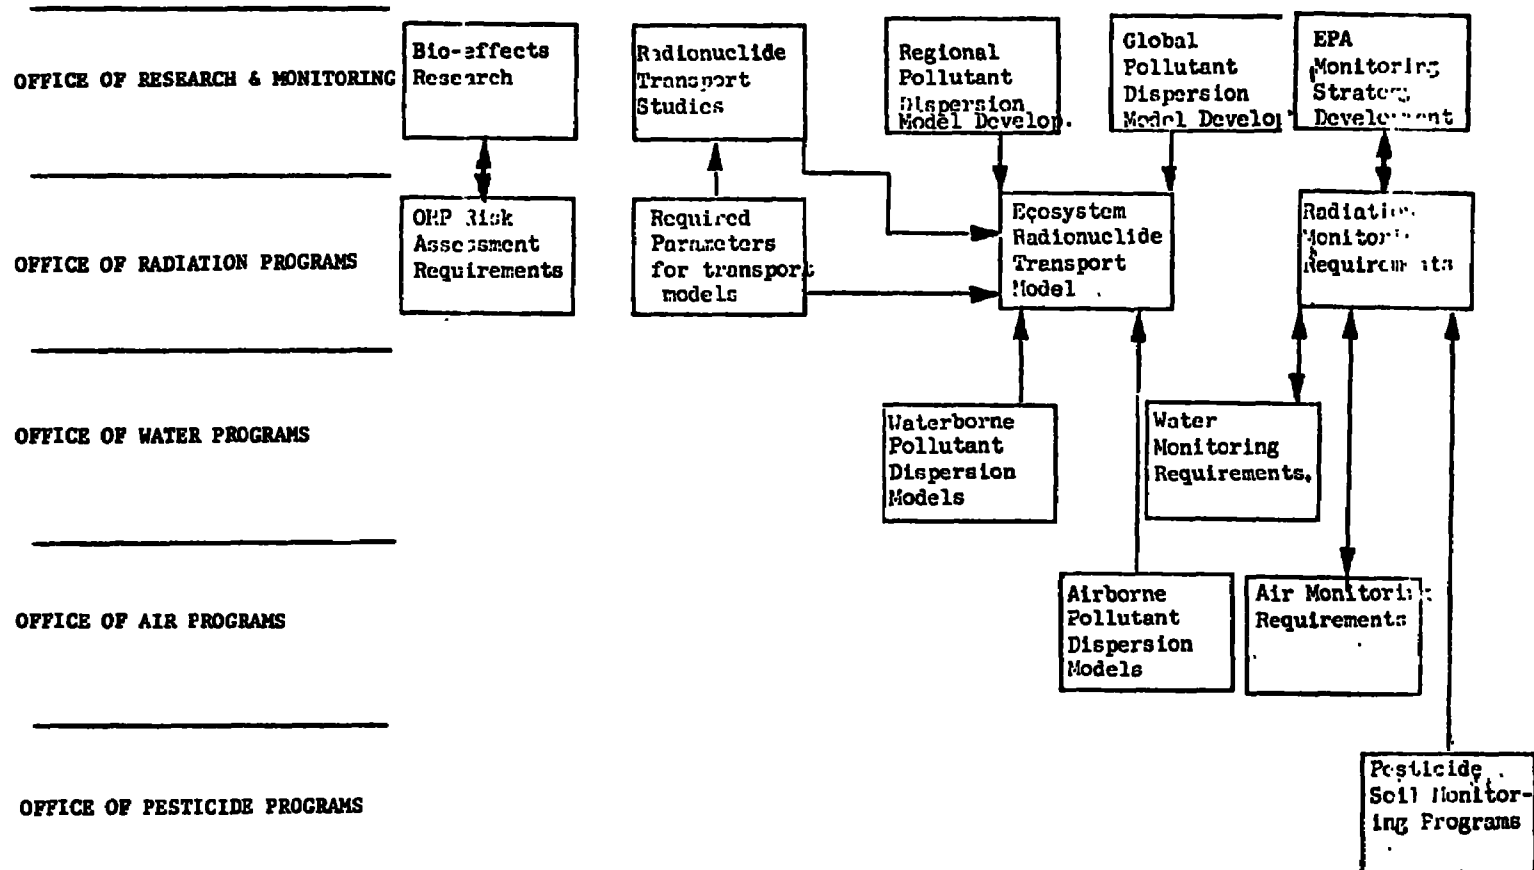 OFFICE OF RESEARCH & MONITORING
Bio-effects
Research
Radionuclide
Transport
Studies
Regional
Pollutant
Dispersion
Model Develop.
Global
Pollutant
Dispersion
Model Develop
EPA
Monitoring
Strategy
Development
OFFICE OF RADIATION PROGRAMS
ORP Risk
Assessment
Requirements
Required
Parameters
for transport
models
Ecosystem
Radionuclide
Transport
Model
Radiation
Monitoring
Requirements
OFFICE OF WATER PROGRAMS
Waterborne
Pollutant
Dispersion
Models
Water
Monitoring
Requirements.
OFFICE OF AIR PROGRAMS
Airborne
Pollutant
Dispersion
Models
Air Monitoring
Requirements
OFFICE OF PESTICIDE PROGRAMS
Pesticide
Soil Monitor-
ing Programs